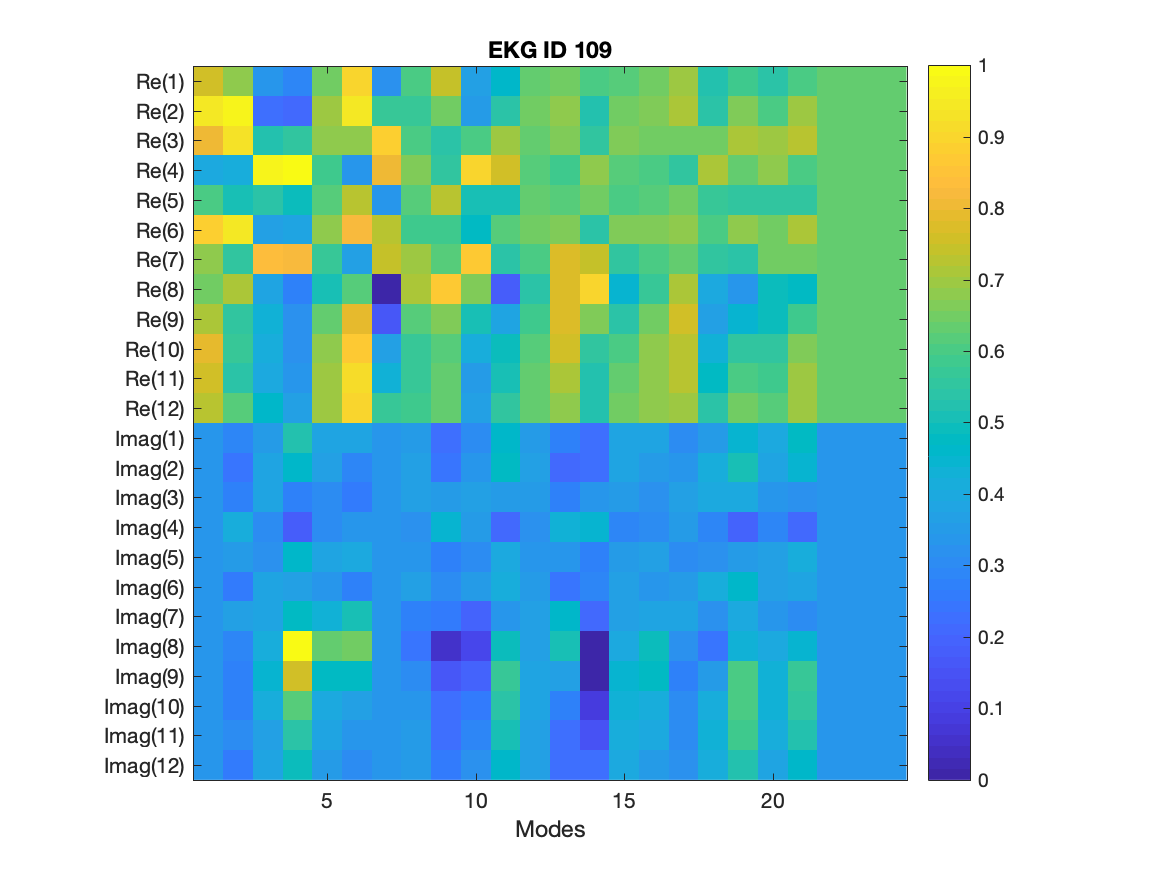 EKG ID 109
Re(1)
Re(2)
Re(3)
Re(4)
Re(5)
Re(6)
Re(7)
Re(8)
Re(9)
Re(10)
Re(11)
Re(12)
Imag(1)
Imag(2)
Imag(3)
Imag(4)
Imag(5)
Imag(6)
Imag(7)
Imag(8)
Imag(9)
Imag(10)
Imag(11)
Imag(12)
5 10 15 20
Modes
1
0.9
0.8
0.7
0.6
0.5
0.4
0.3
0.2
0.1
0